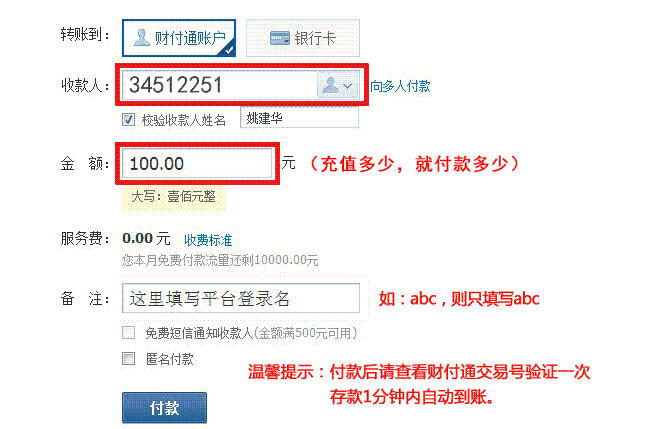 转账到： 财付通账户 银行卡
收款人： 34512251 向多人付款
校验收款人姓名 姚建华
金 额： 100.00 元 （充值多少，就付款多少）
大写：壹佰元整
服务费： 0.00 元 收费标准
您本月免费付款流量还剩10000.00元
备 注： 这里填写平台登录名 如：abc，则只填写abc
免费短信通知收款人(金额满500元可用)
匿名付款
温馨提示：付款后请查看财付通交易号验证一次
存款1分钟内自动到账。
付款